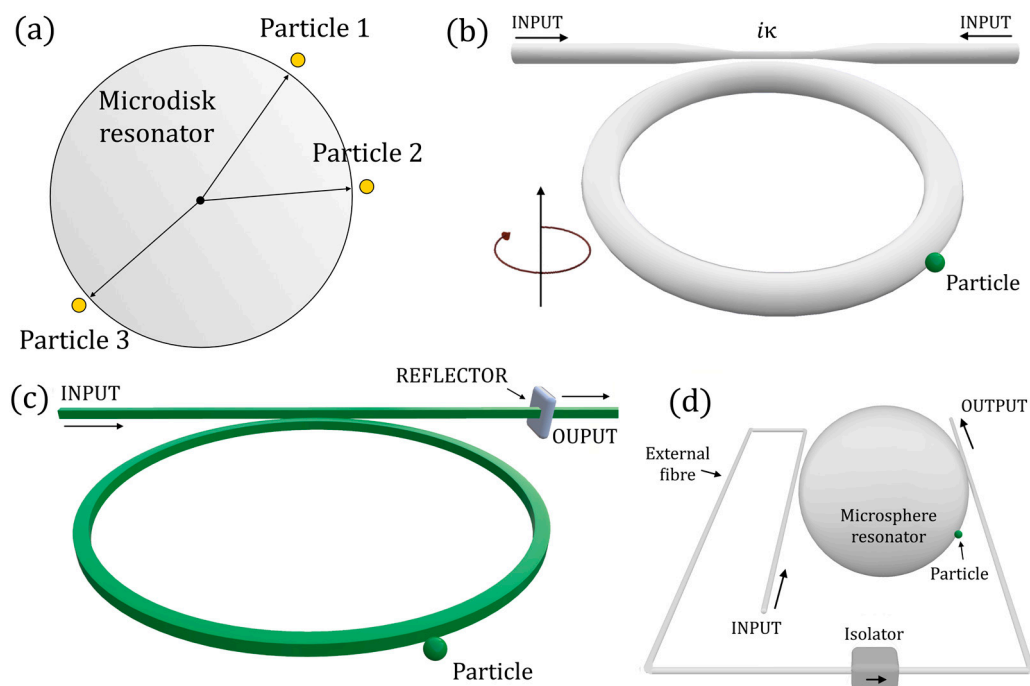 (a)
Particle 1
Microdisk
resonator
Particle 2
Particle 3
(b)
INPUT
iκ
INPUT
Particle
(c)
INPUT
REFLECTOR
OUPUT
Particle
(d)
OUTPUT
External
fibre
Microsphere
resonator
Particle
INPUT
Isolator